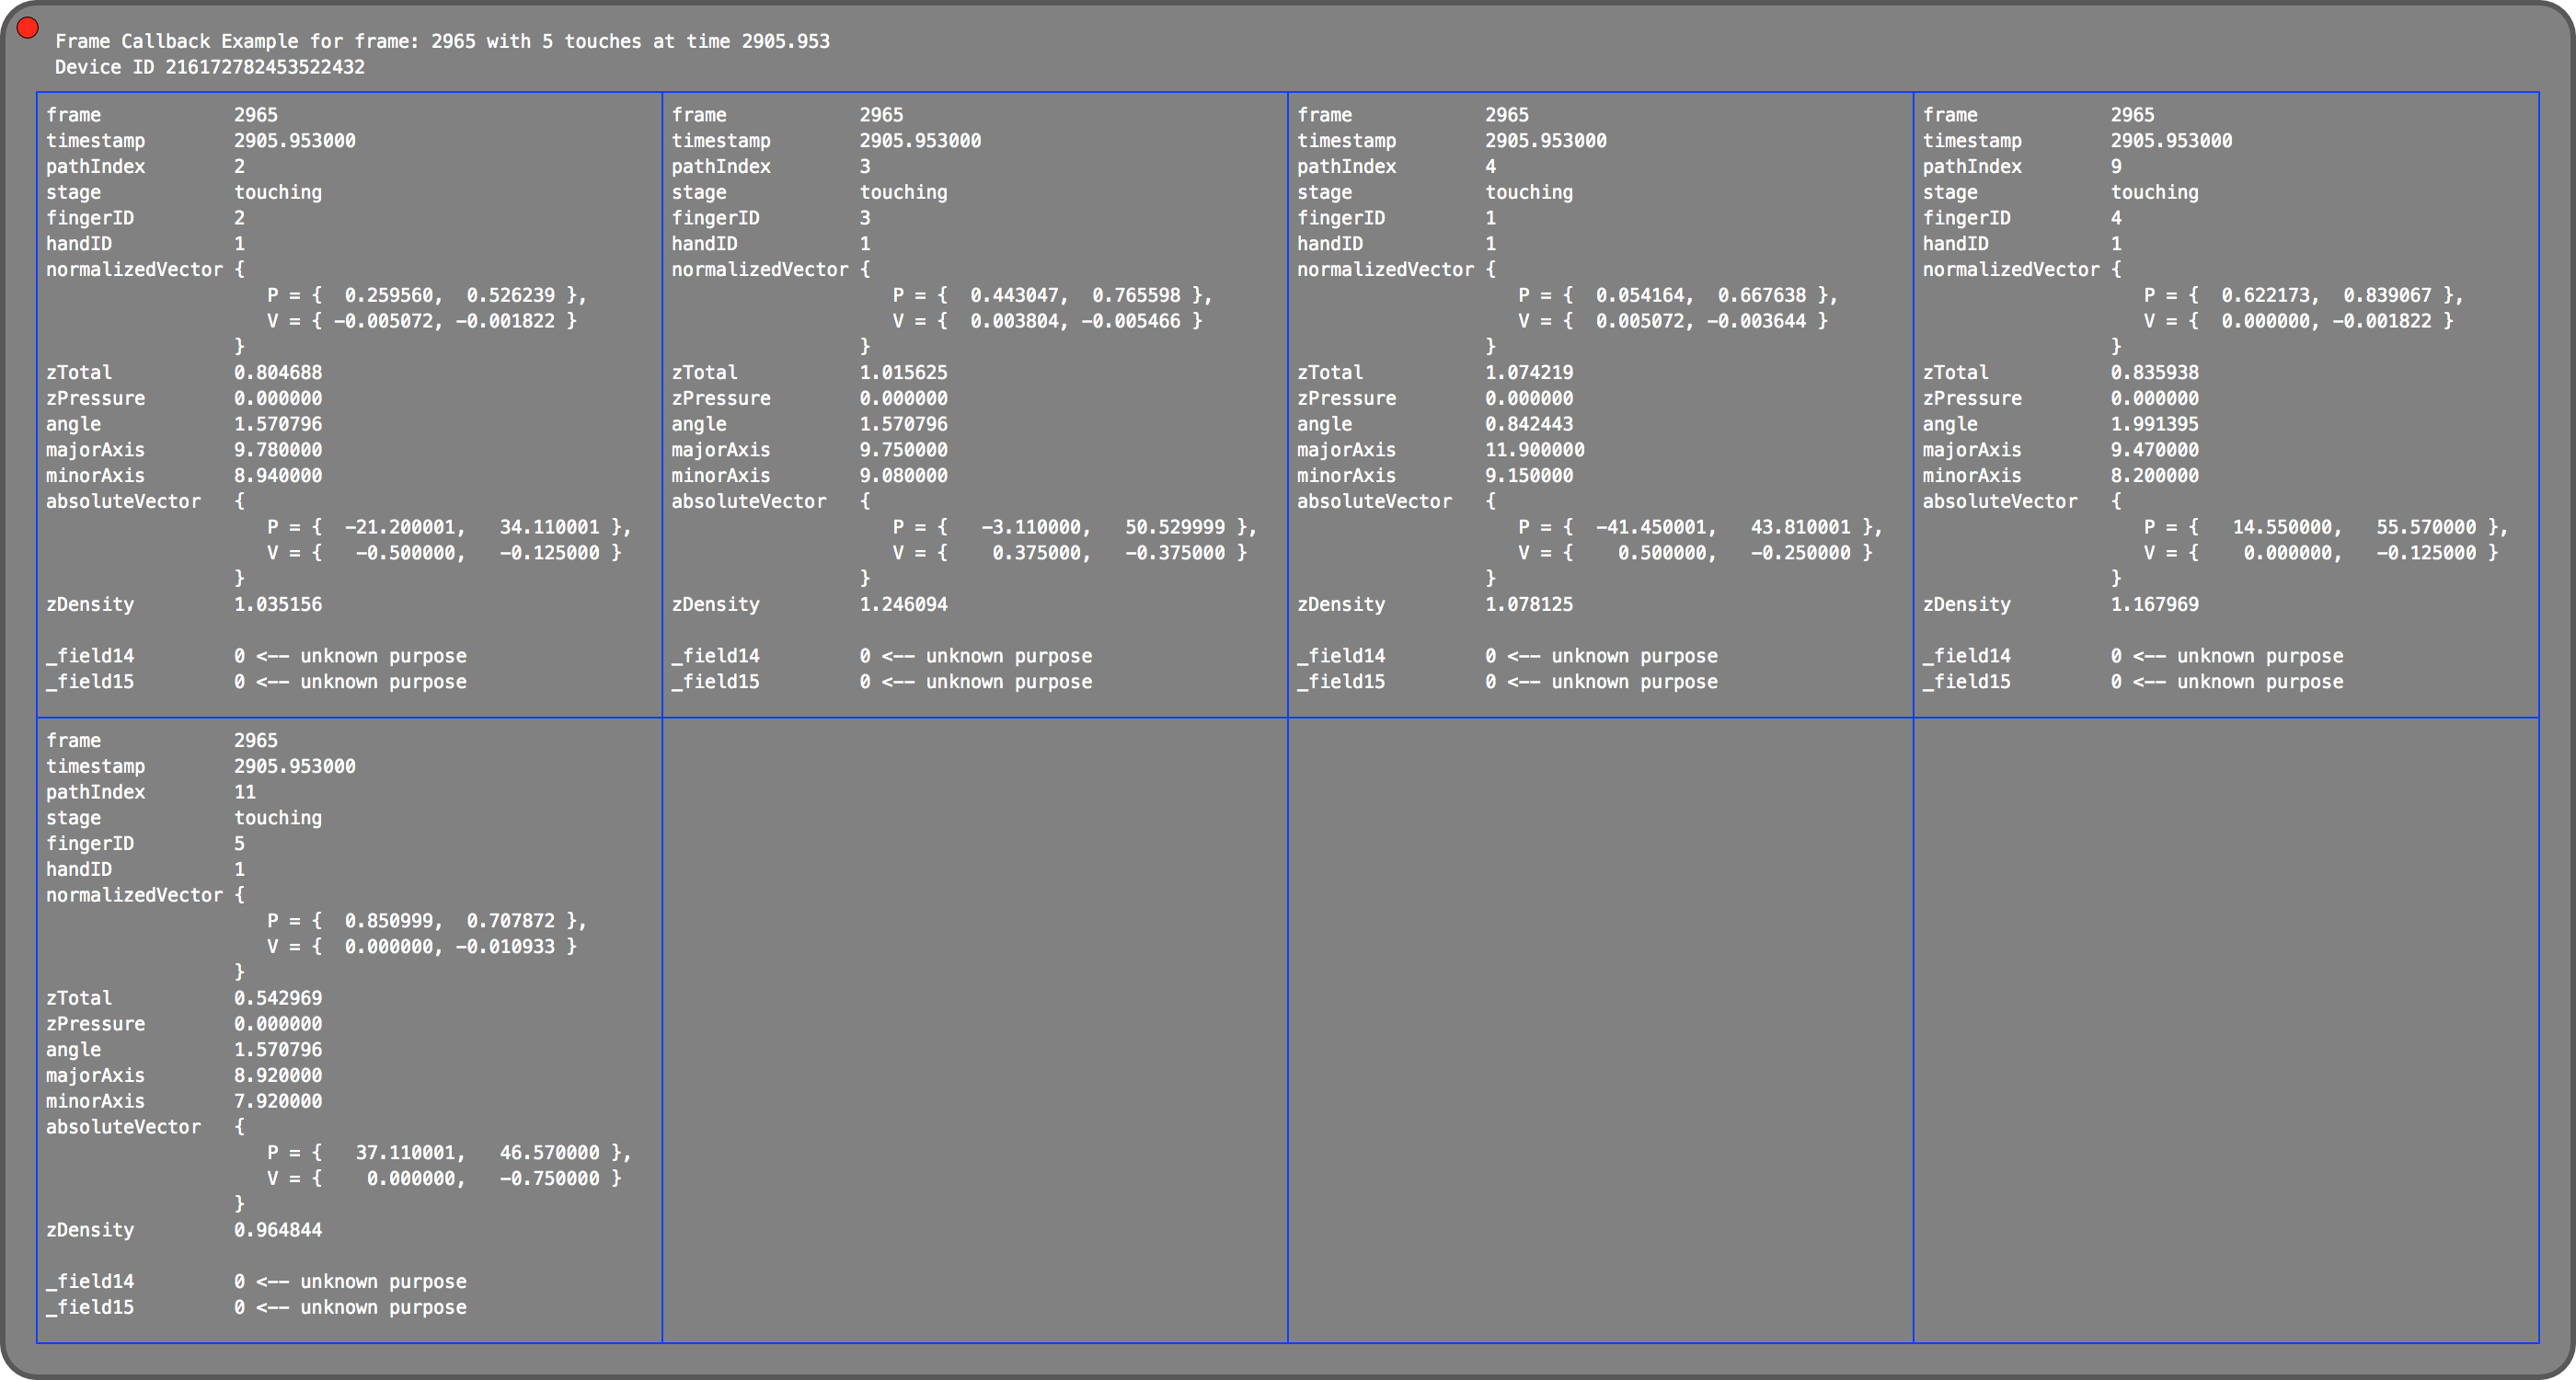 Frame Callback Example for frame: 2965 with 5 touches at time 2905.953
Device ID 216172782453522432
frame 2965
timestamp 2905.953000
pathIndex 2
stage touching
fingerID 2
handID 1
normalizedVector {
P = { 0.259560, 0.526239 },
V = { -0.005072, -0.001822 }
}
zTotal 0.804688
zPressure 0.000000
angle 1.570796
majorAxis 9.780000
minorAxis 8.940000
absoluteVector {
P = { -21.200001, 34.110001 },
V = { -0.500000, -0.125000 }
}
zDensity 1.035156
_field14 0 <-- unknown purpose
_field15 0 <-- unknown purpose
frame 2965
timestamp 2905.953000
pathIndex 3
stage touching
fingerID 3
handID 1
normalizedVector {
P = { 0.443047, 0.765598 },
V = { 0.003804, -0.005466 }
}
zTotal 1.015625
zPressure 0.000000
angle 1.570796
majorAxis 9.750000
minorAxis 9.080000
absoluteVector {
P = { -3.110000, 50.529999 },
V = { 0.375000, -0.375000 }
}
zDensity 1.246094
_field14 0 <-- unknown purpose
_field15 0 <-- unknown purpose
frame 2965
timestamp 2905.953000
pathIndex 4
stage touching
fingerID 1
handID 1
normalizedVector {
P = { 0.054164, 0.667638 },
V = { 0.005072, -0.003644 }
}
zTotal 1.074219
zPressure 0.000000
angle 0.842443
majorAxis 11.900000
minorAxis 9.150000
absoluteVector {
P = { -41.450001, 43.810001 },
V = { 0.500000, -0.250000 }
}
zDensity 1.078125
_field14 0 <-- unknown purpose
_field15 0 <-- unknown purpose
frame 2965
timestamp 2905.953000
pathIndex 9
stage touching
fingerID 4
handID 1
normalizedVector {
P = { 0.622173, 0.839067 },
V = { 0.000000, -0.001822 }
}
zTotal 0.835938
zPressure 0.000000
angle 1.991395
majorAxis 9.470000
minorAxis 8.200000
absoluteVector {
P = { 14.550000, 55.570000 },
V = { 0.000000, -0.125000 }
}
zDensity 1.167969
_field14 0 <-- unknown purpose
_field15 0 <-- unknown purpose
frame 2965
timestamp 2905.953000
pathIndex 11
stage touching
fingerID 5
handID 1
normalizedVector {
P = { 0.850999, 0.707872 },
V = { 0.000000, -0.010933 }
}
zTotal 0.542969
zPressure 0.000000
angle 1.570796
majorAxis 8.920000
minorAxis 7.920000
absoluteVector {
P = { 37.110001, 46.570000 },
V = { 0.000000, -0.750000 }
}
zDensity 0.964844
_field14 0 <-- unknown purpose
_field15 0 <-- unknown purpose